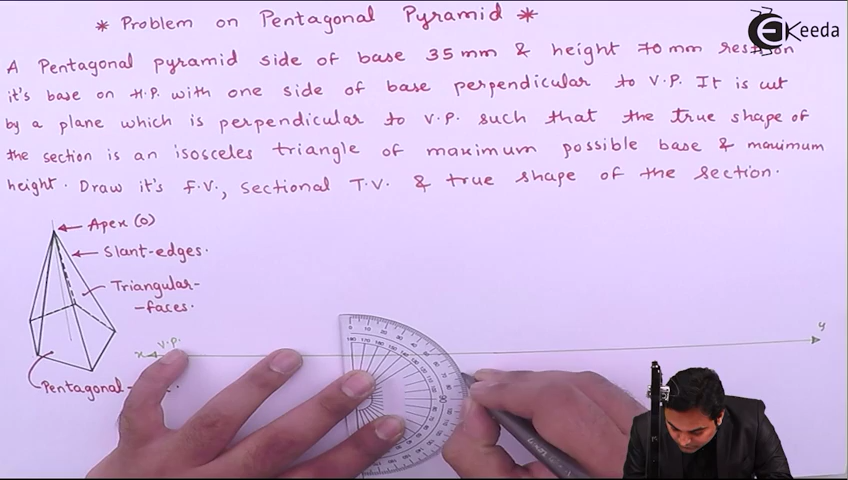 * Problem on Pentagonal Pyramid *
Keeda
A Pentagonal pyramid side of base 35 mm & height 70 mm rests on
it's base on H.P. with one side of base perpendicular to V.P. It is cut
by a plane which is perpendicular to V.P. such that the true shape of
the section is an isosceles triangle of maximum possible base & maximum
height. Draw it's F.V., sectional T.V. & true shape of the section.
Apex (O)
Slant-edges.
Triangular-
-faces.
V.P.
x
y
Pentagonal-